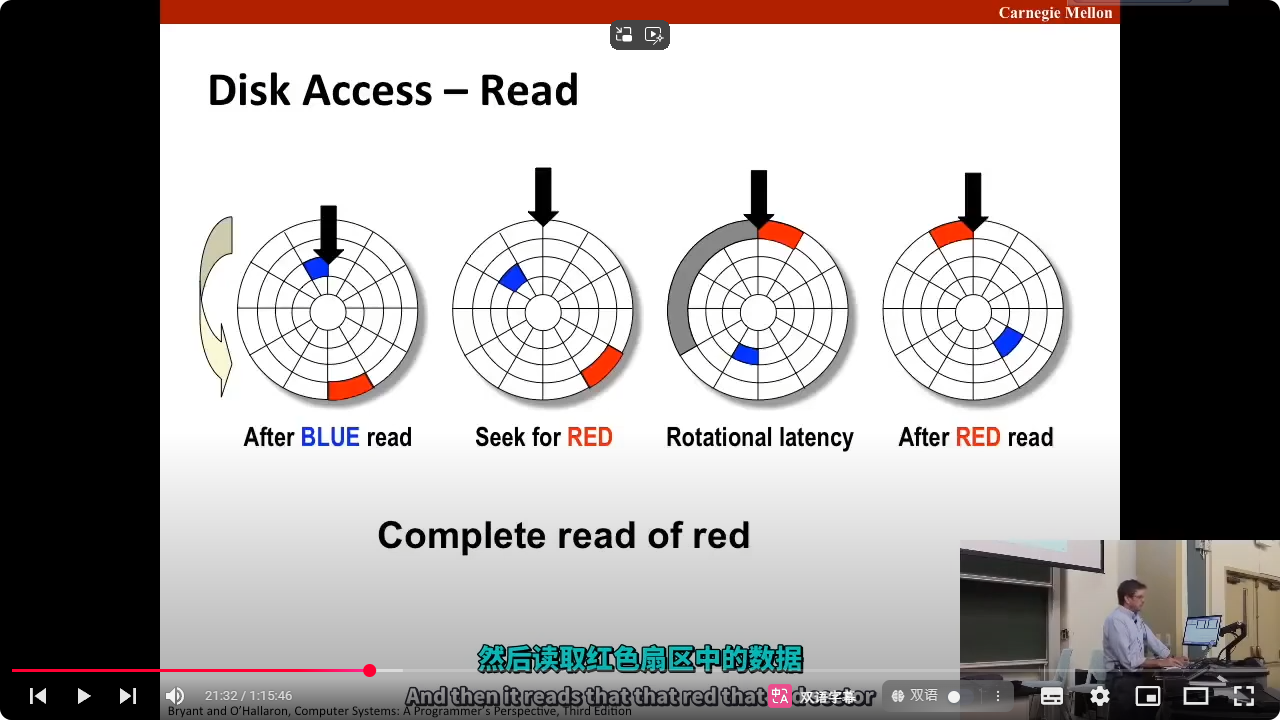 Carnegie Mellon
Disk Access – Read
After BLUE read
Seek for RED
Rotational latency
After RED read
Complete read of red
然后读取红色扇区中的数据
And then it reads that that red that
双语字幕
双语
21:32 / 1:15:46
Bryant and O'Hallaron, Computer Systems: A Programmer's Perspective, Third Edition